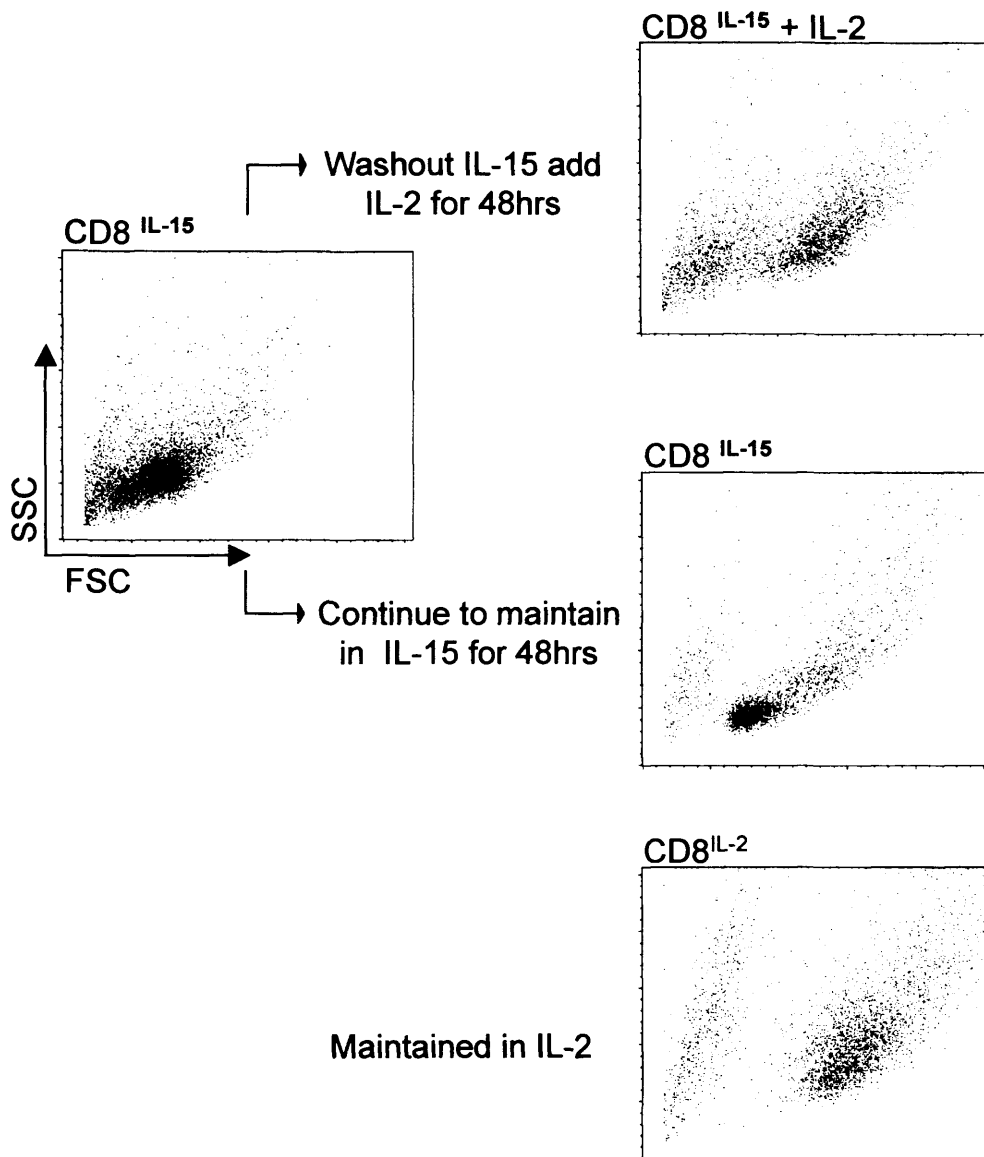 CD8 IL-15 + IL-2
Washout IL-15 add
IL-2 for 48hrs
CD8 IL-15
SSC
FSC
CD8 IL-15
Continue to maintain
in IL-15 for 48hrs
CD8IL-2
Maintained in IL-2